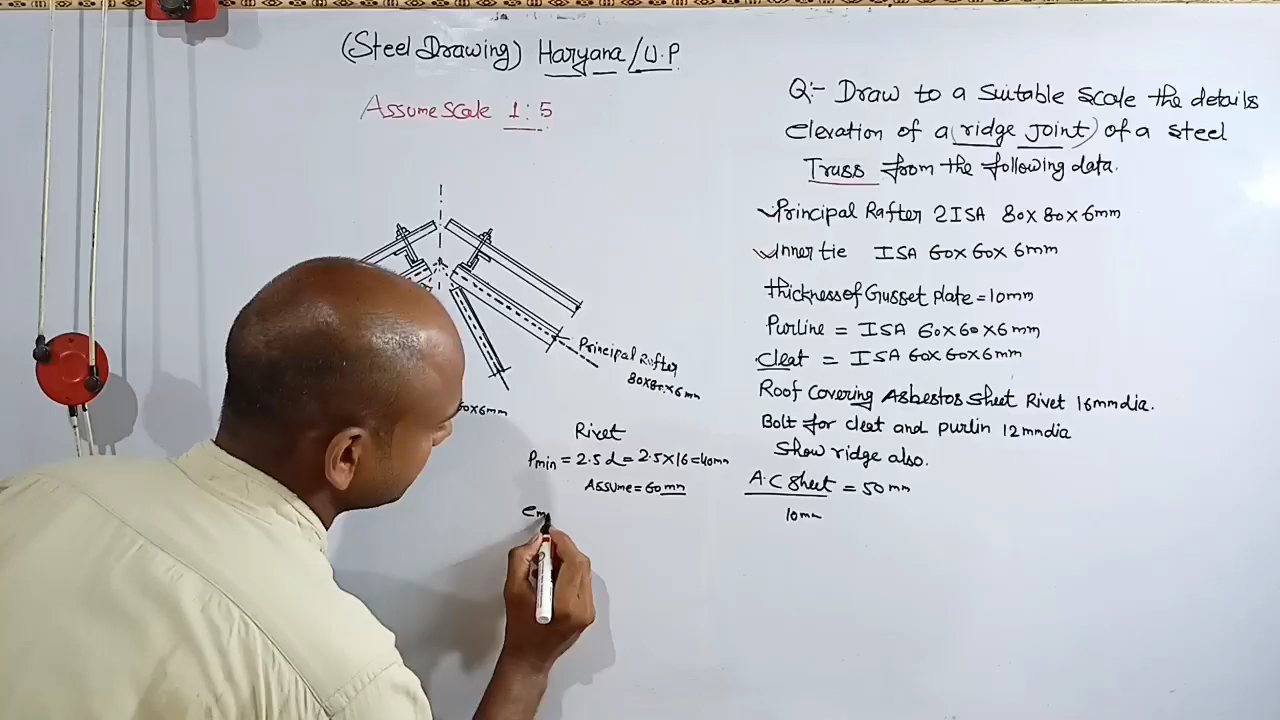 (Steel Drawing) Haryana/U.P
Assume scale 1:5
Principal Rafter
80x80x6mm
60x6mm
Rivet
Pmin = 2.5d = 2.5x16 = 40mm
Assume = 60mm
em
Q:- Draw to a suitable scale the details
elevation of a (ridge joint) of a steel
Truss from the following data.
Principal Rafter 2ISA 80x80x6mm
Inner tie ISA 60x60x6mm
thickness of Gusset plate = 10mm
Purline = ISA 60x60x6mm
Cleat = ISA 60x60x6mm
Roof Covering Asbestos sheet Rivet 16mm dia.
Bolt for cleat and purlin 12mm dia
Show ridge also.
A.C Sheet = 50mm
10mm